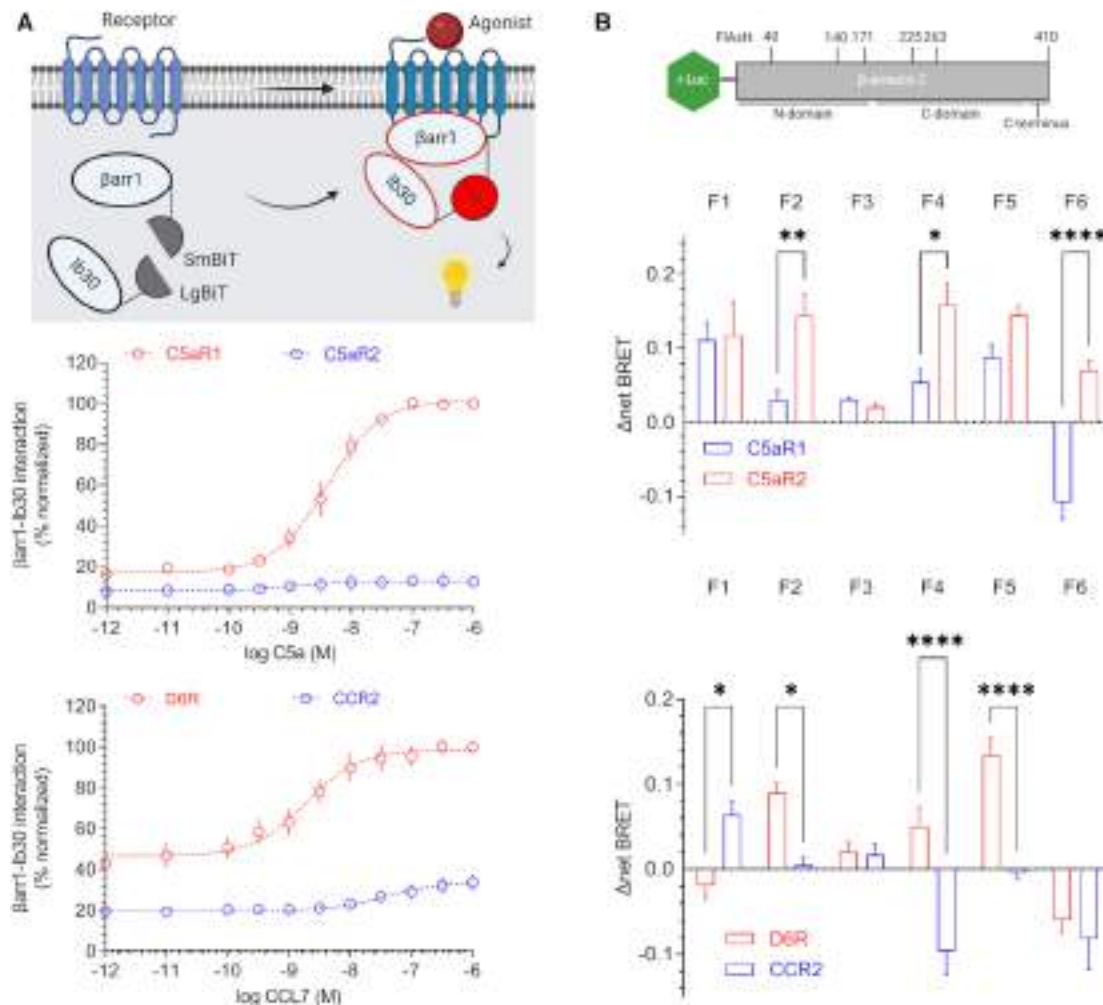 A
Receptor
Agonist
βarr1
βarr1
Ib30
SmBiT
LgBiT
Ib30
C5aR1
C5aR2
120
100
80
60
40
20
0
βarr1-Ib30 interaction
(% normalized)
-12
-11
-10
-9
-8
-7
-6
log C5a (M)
D6R
CCR2
120
100
80
60
40
20
0
βarr1-Ib30 interaction
(% normalized)
-12
-11
-10
-9
-8
-7
-6
log CCL7 (M)
B
FlAsH
40
140
171
225
263
410
N-domain
C-domain
C-terminus
F1
F2
F3
F4
F5
F6
**
*
****
0.2
0.1
0.0
-0.1
Δnet BRET
C5aR1
C5aR2
F1
F2
F3
F4
F5
F6
*
*
****
****
0.2
0.1
0.0
-0.1
Δnet BRET
D6R
CCR2